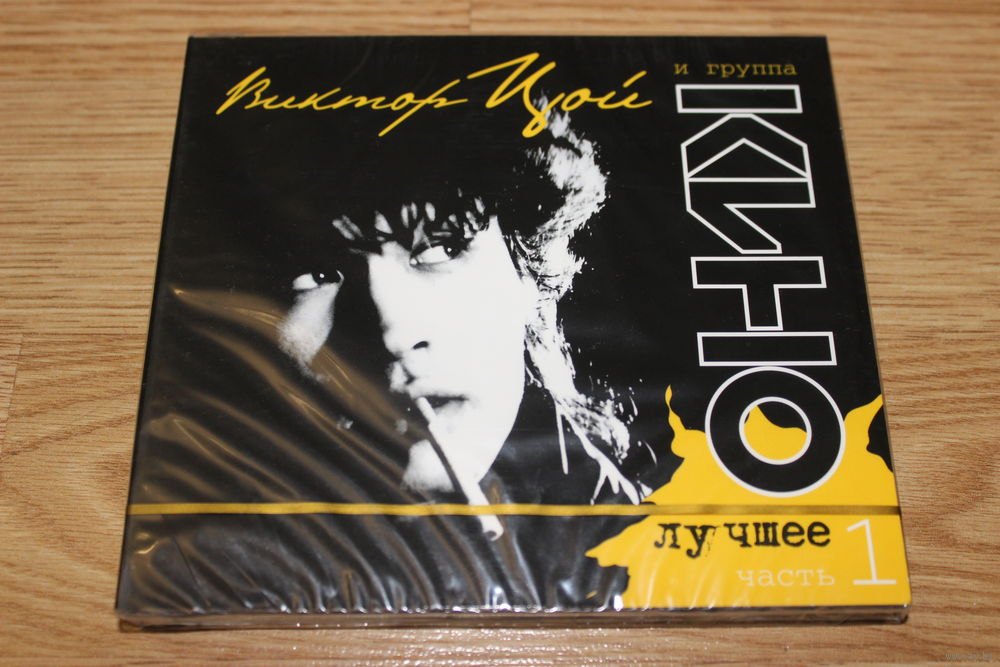 Виктор Цой
и группа
КИНО
лучшее
часть 1